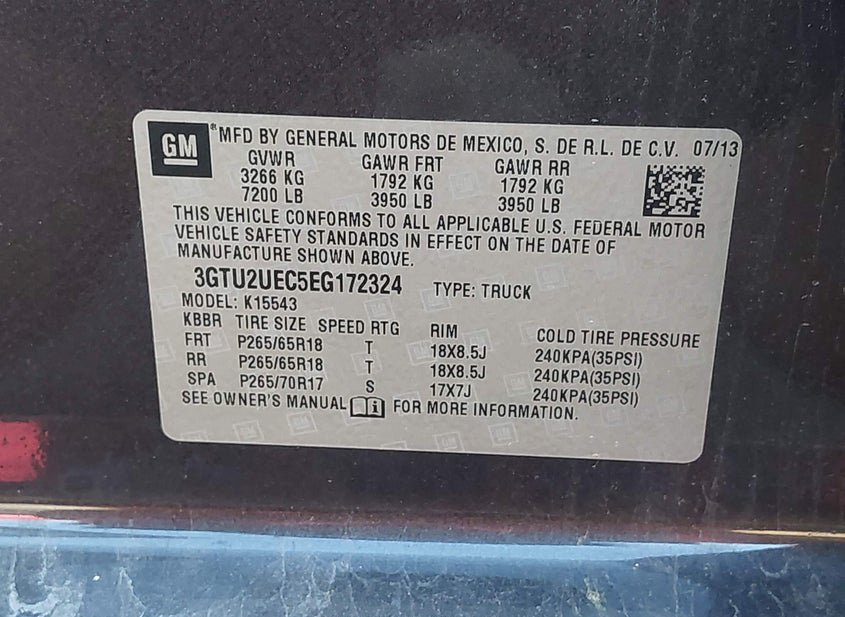 GM *MFD BY GENERAL MOTORS DE MEXICO, S. DE R.L. DE C.V. 07/13
GVWR GAWR FRT GAWR RR
3266 KG 1792 KG 1792 KG
7200 LB 3950 LB 3950 LB
THIS VEHICLE CONFORMS TO ALL APPLICABLE U.S. FEDERAL MOTOR
VEHICLE SAFETY STANDARDS IN EFFECT ON THE DATE OF
MANUFACTURE SHOWN ABOVE.
3GTU2UEC5EG172324 TYPE: TRUCK
MODEL: K15543
KBBR TIRE SIZE SPEED RTG RIM COLD TIRE PRESSURE
FRT P265/65R18 T 18X8.5J 240KPA(35PSI)
RR P265/65R18 T 18X8.5J 240KPA(35PSI)
SPA P265/70R17 S 17X7J 240KPA(35PSI)
SEE OWNER'S MANUAL FOR MORE INFORMATION.